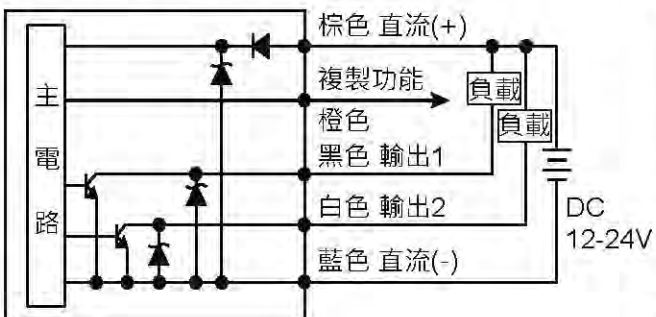 棕色 直流(+)
複製功能
橙色
黑色 輸出1
白色 輸出2
藍色 直流(-)
主
電
路
負載
負載
DC
12-24V